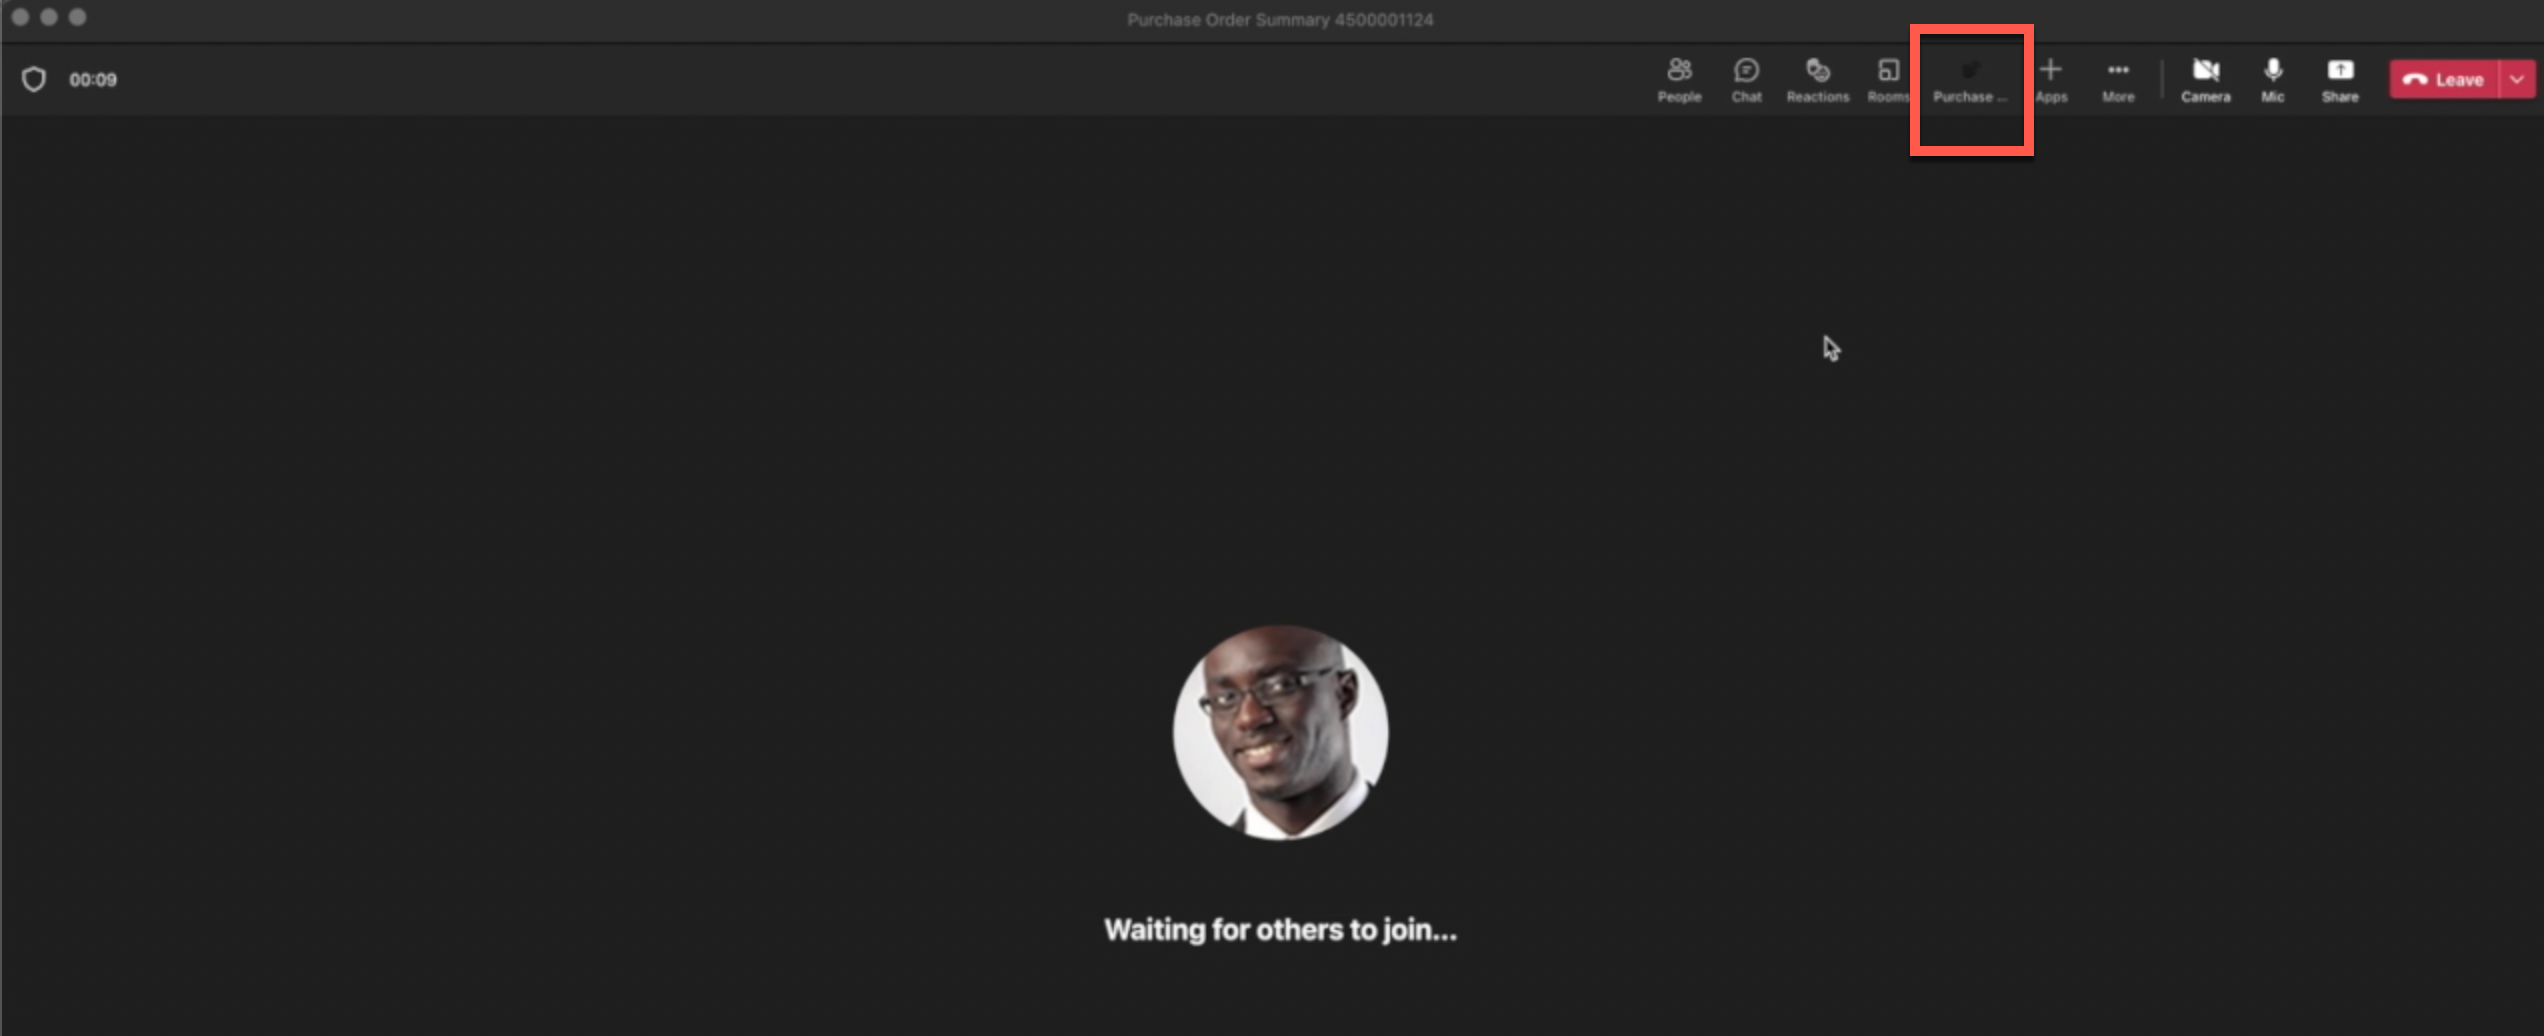 Purchase Order Summary 4500001124
00:09
People
Chat
Reactions
Rooms
Purchase ...
Apps
More
Camera
Mic
Share
Leave
Waiting for others to join...